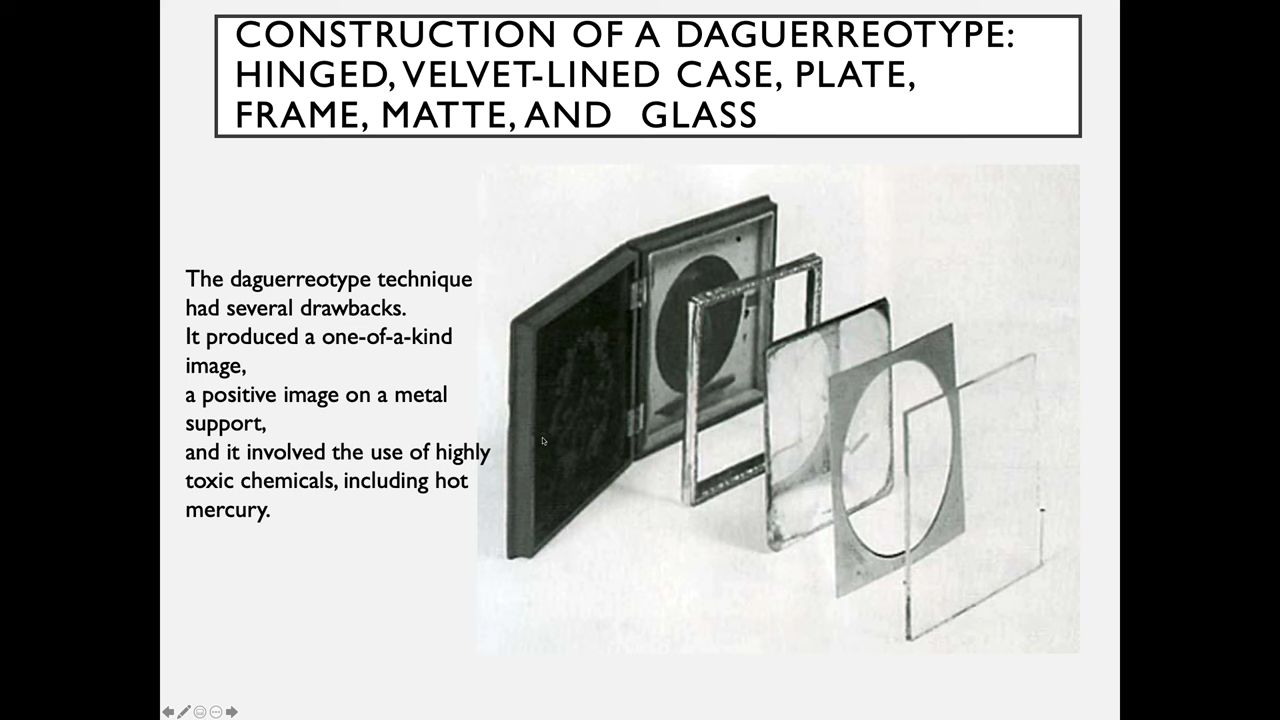 CONSTRUCTION OF A DAGUERREOTYPE:
HINGED, VELVET-LINED CASE, PLATE,
FRAME, MATTE, AND GLASS
The daguerreotype technique
had several drawbacks.
It produced a one-of-a-kind
image,
a positive image on a metal
support,
and it involved the use of highly
toxic chemicals, including hot
mercury.